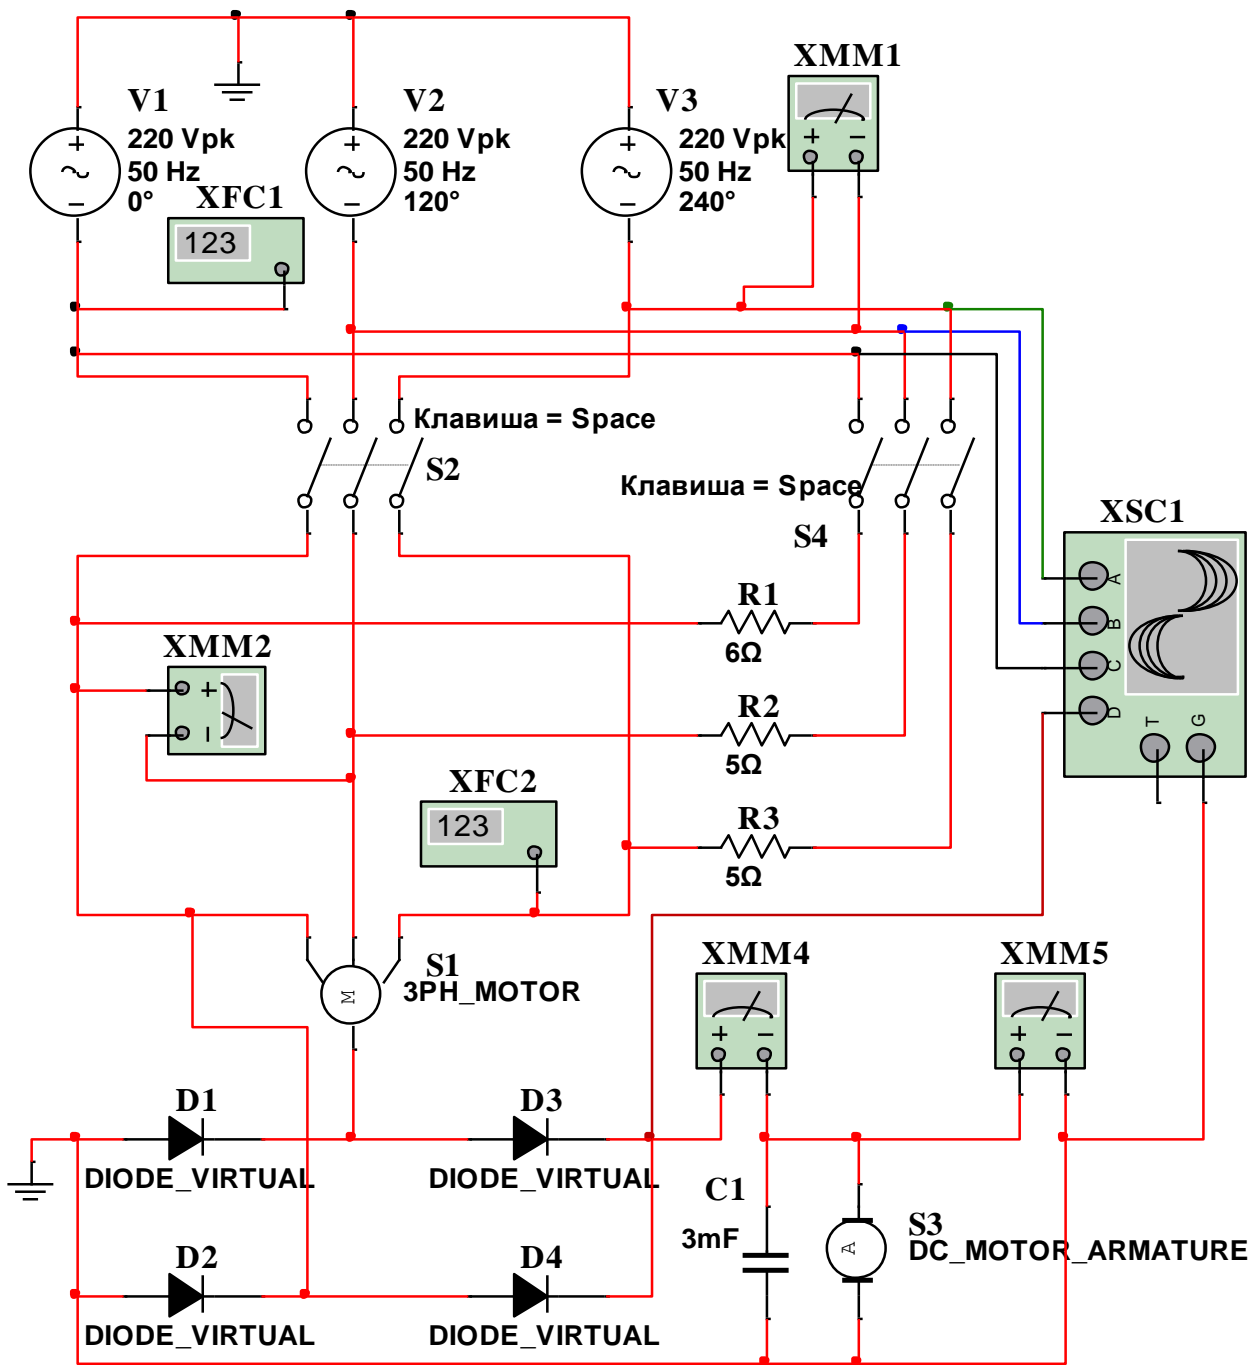 XMM1
V1
220 Vpk
50 Hz
0°
V2
220 Vpk
50 Hz
120°
V3
220 Vpk
50 Hz
240°
XFC1
123
Клавиша = Space
S2
Клавиша = Space
S4
XSC1
A
B
C
D
T
G
R1
6Ω
XMM2
R2
5Ω
XFC2
123
R3
5Ω
S1
3PH_MOTOR
M
XMM4
XMM5
D1
DIODE_VIRTUAL
D3
DIODE_VIRTUAL
C1
3mF
S3
DC_MOTOR_ARMATURE
A
D2
DIODE_VIRTUAL
D4
DIODE_VIRTUAL